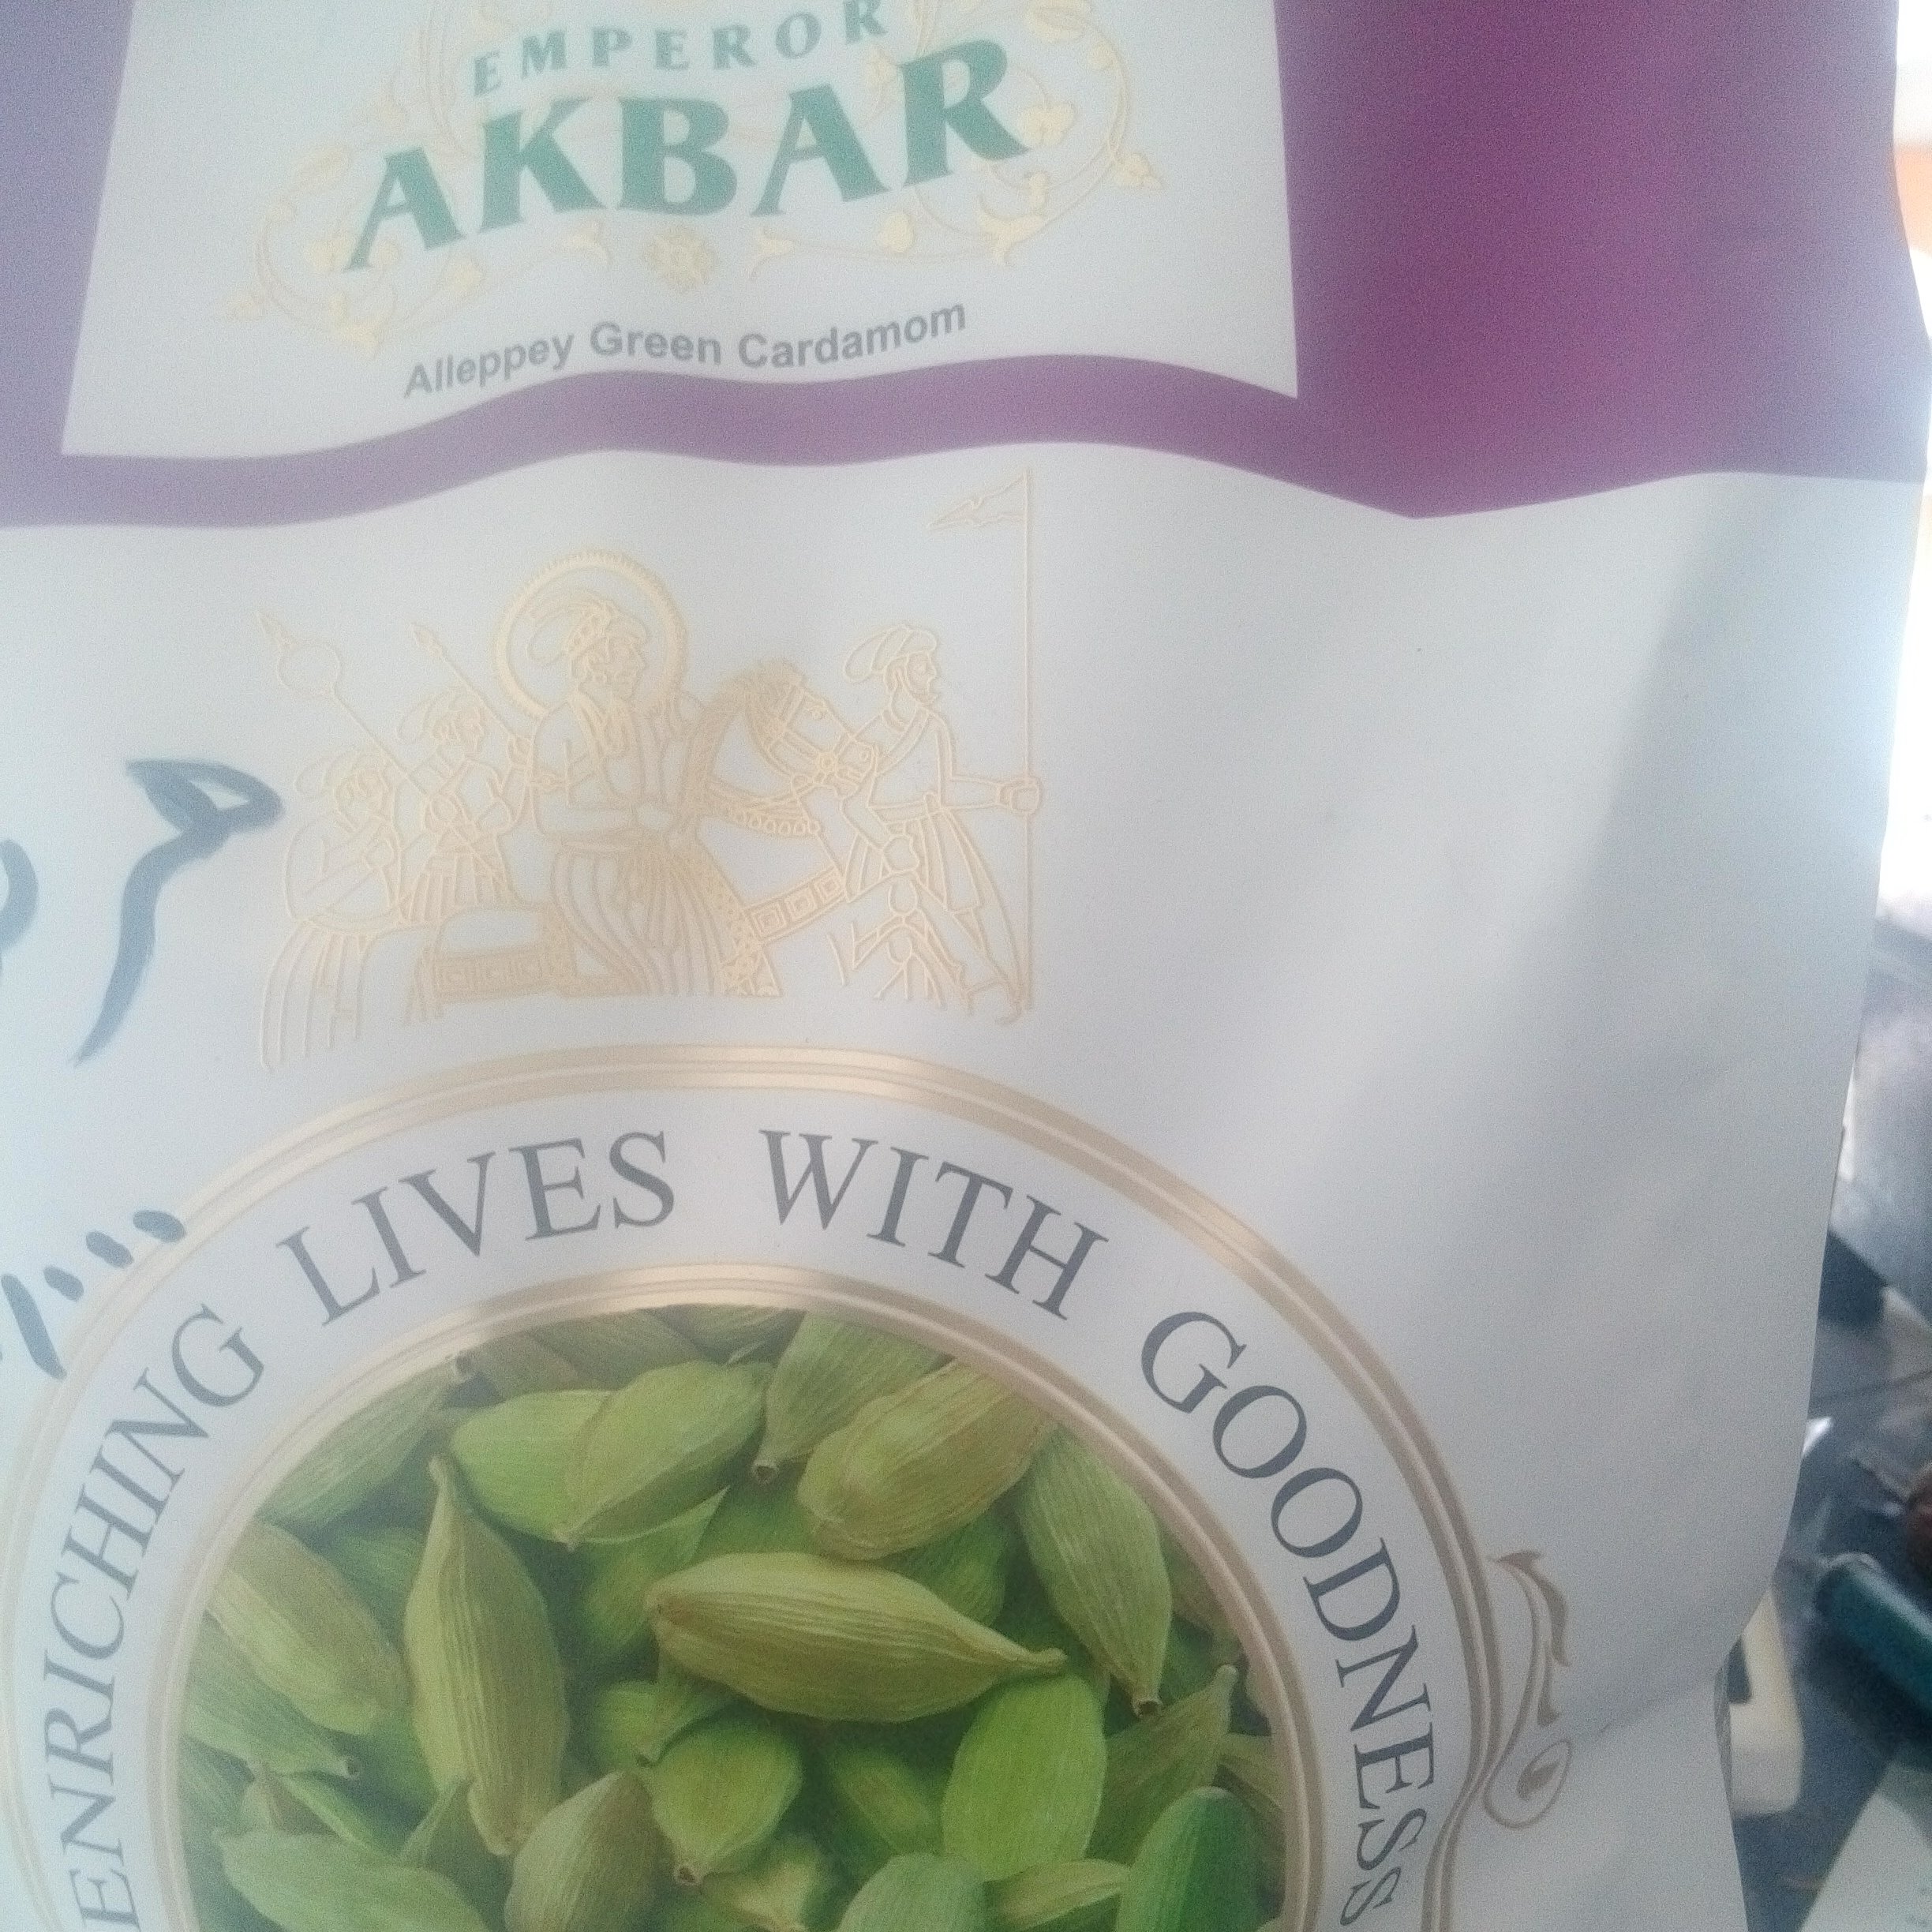 EMPEROR
AKBAR
Alleppey Green Cardamom
ENRICHING LIVES WITH GOODNESS